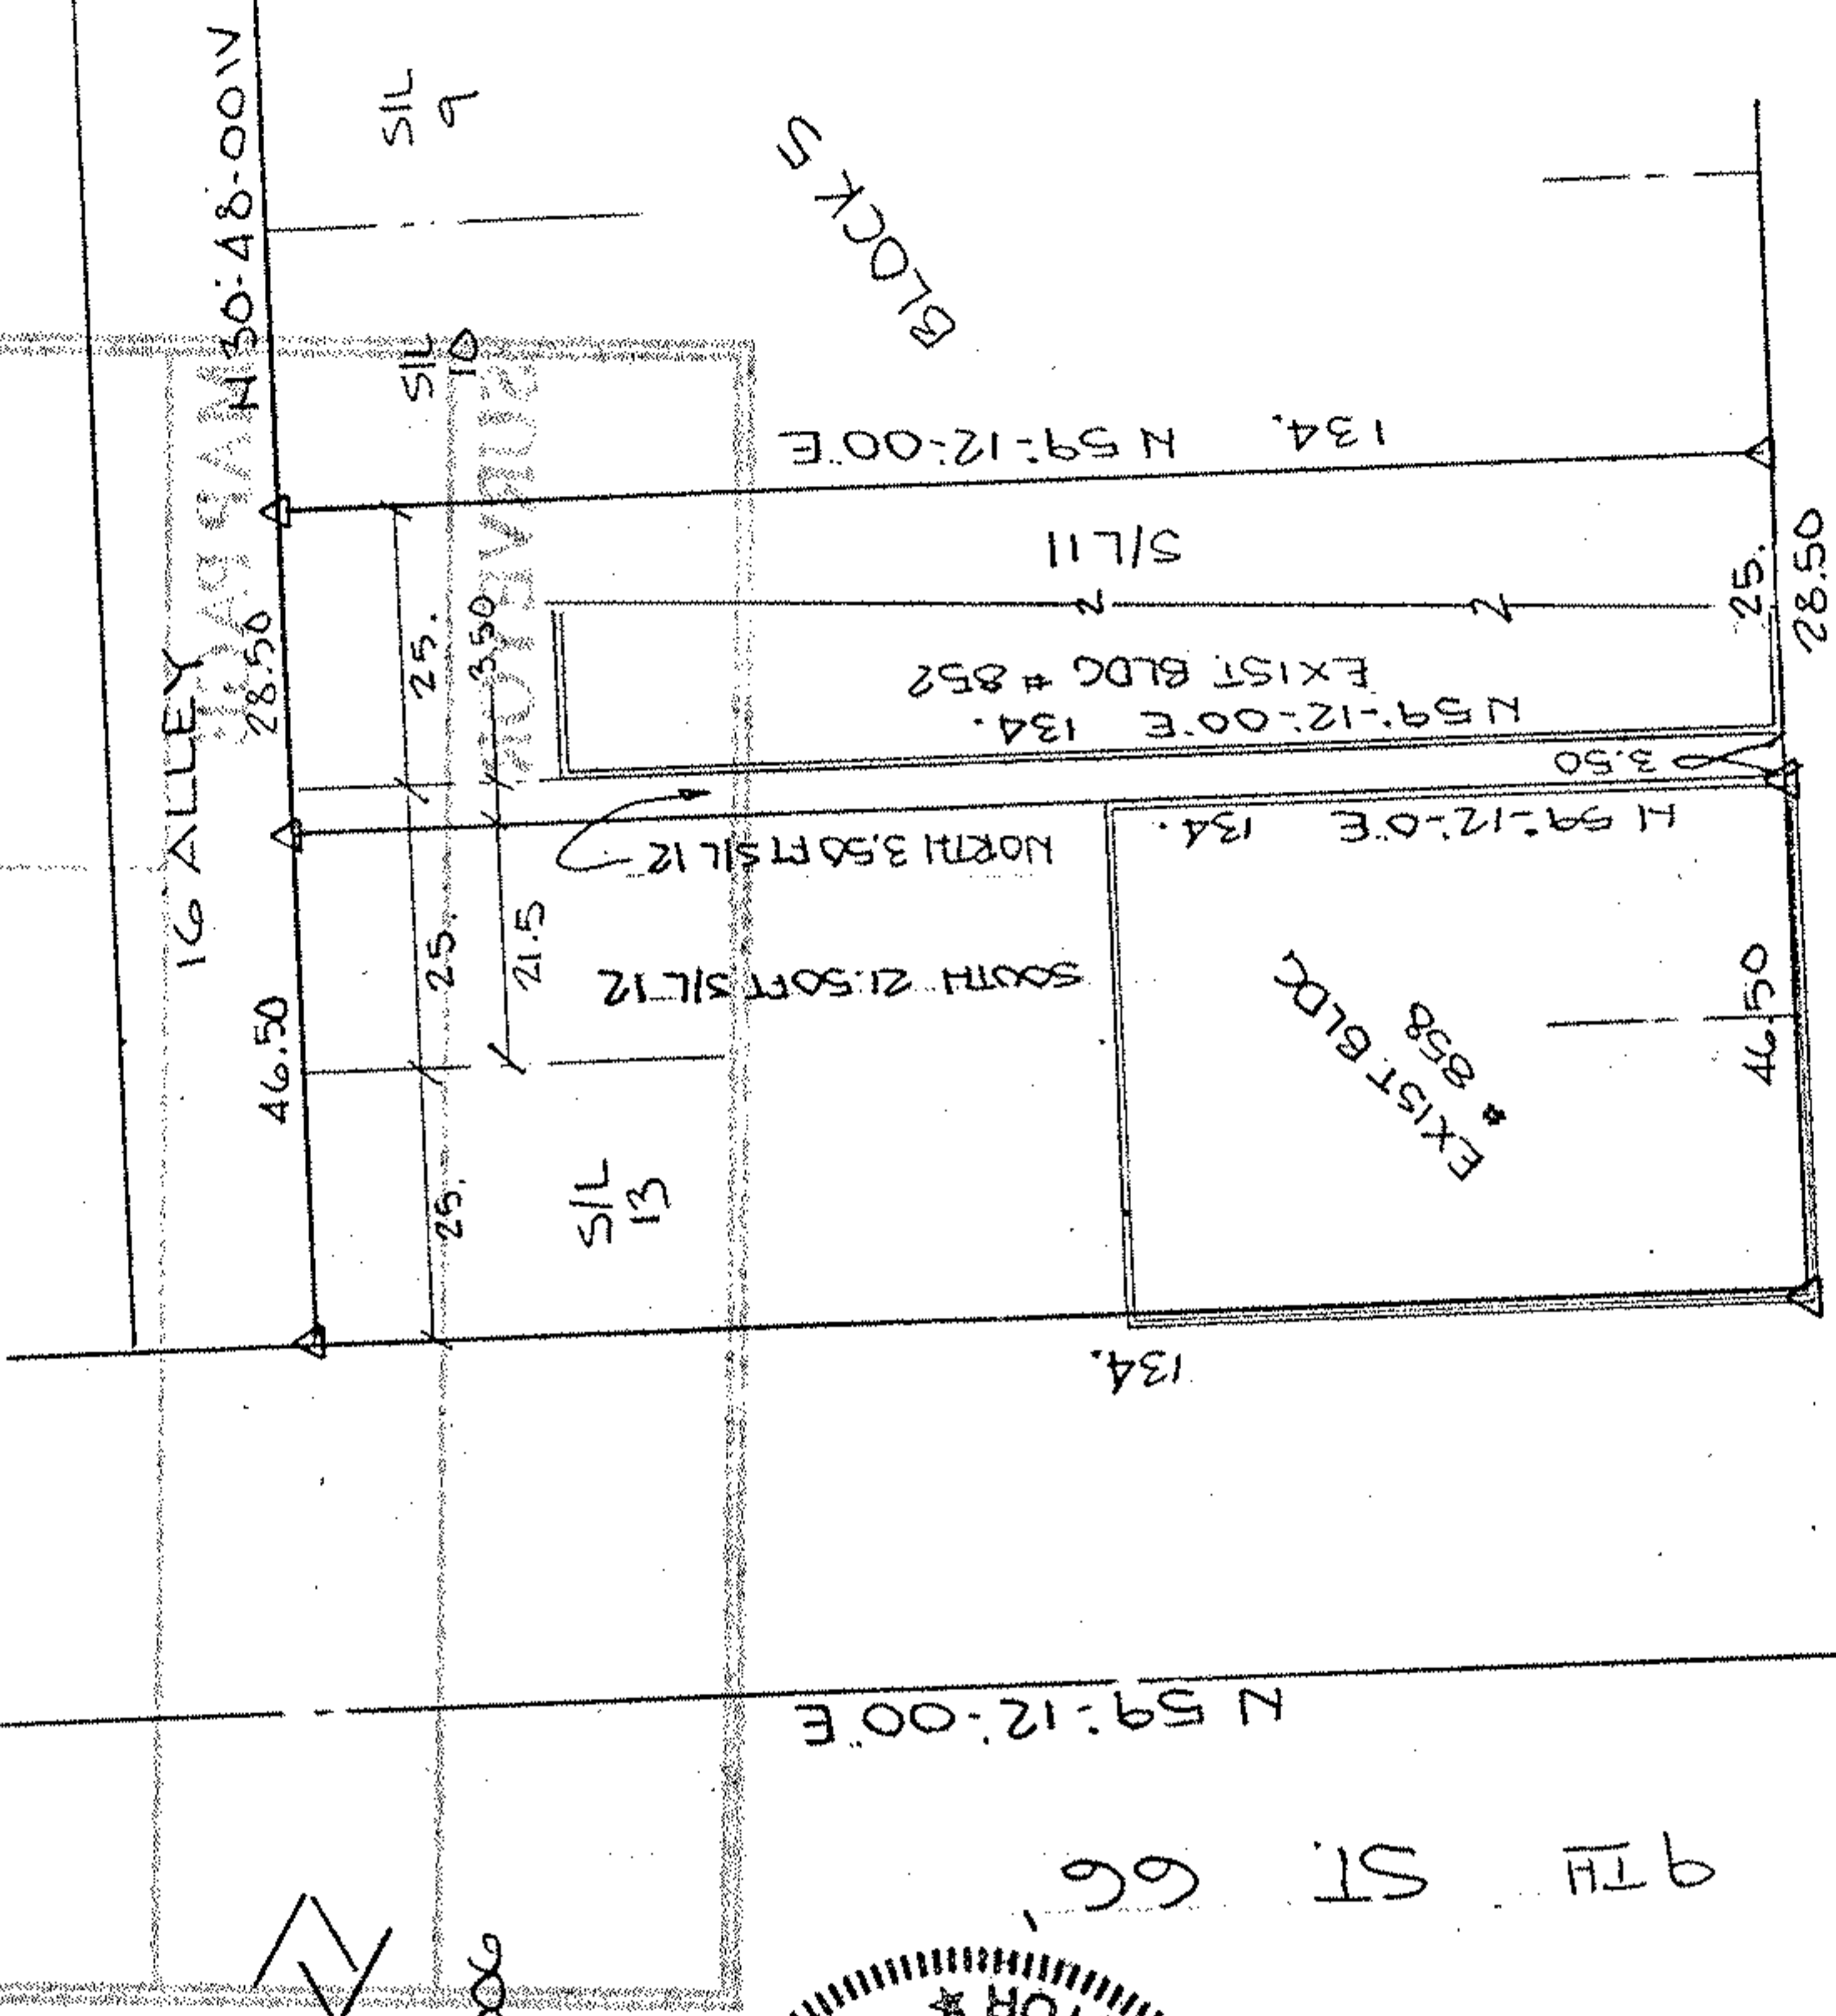 N 30°-48'-00 W
S/L
9
BLOCK 5
16 ALLEY
28.50
S/L
10
N 59°-12'-00"E 134.
S/L 11
25.
3.50
EXIST. BLDG # 852
N 59°-12'-00"E 134.
25.
28.50
3.50
46.50
25.
21.5
NORTH 3.50 FT S/L 12
N 59°-12'-0"E 134.
SOUTH 21.50 FT S/L 12
EXIST. BLDG
# 858
46.50
25.
S/L
13
134.
N 59°-12'-00"E
9TH ST. 66'